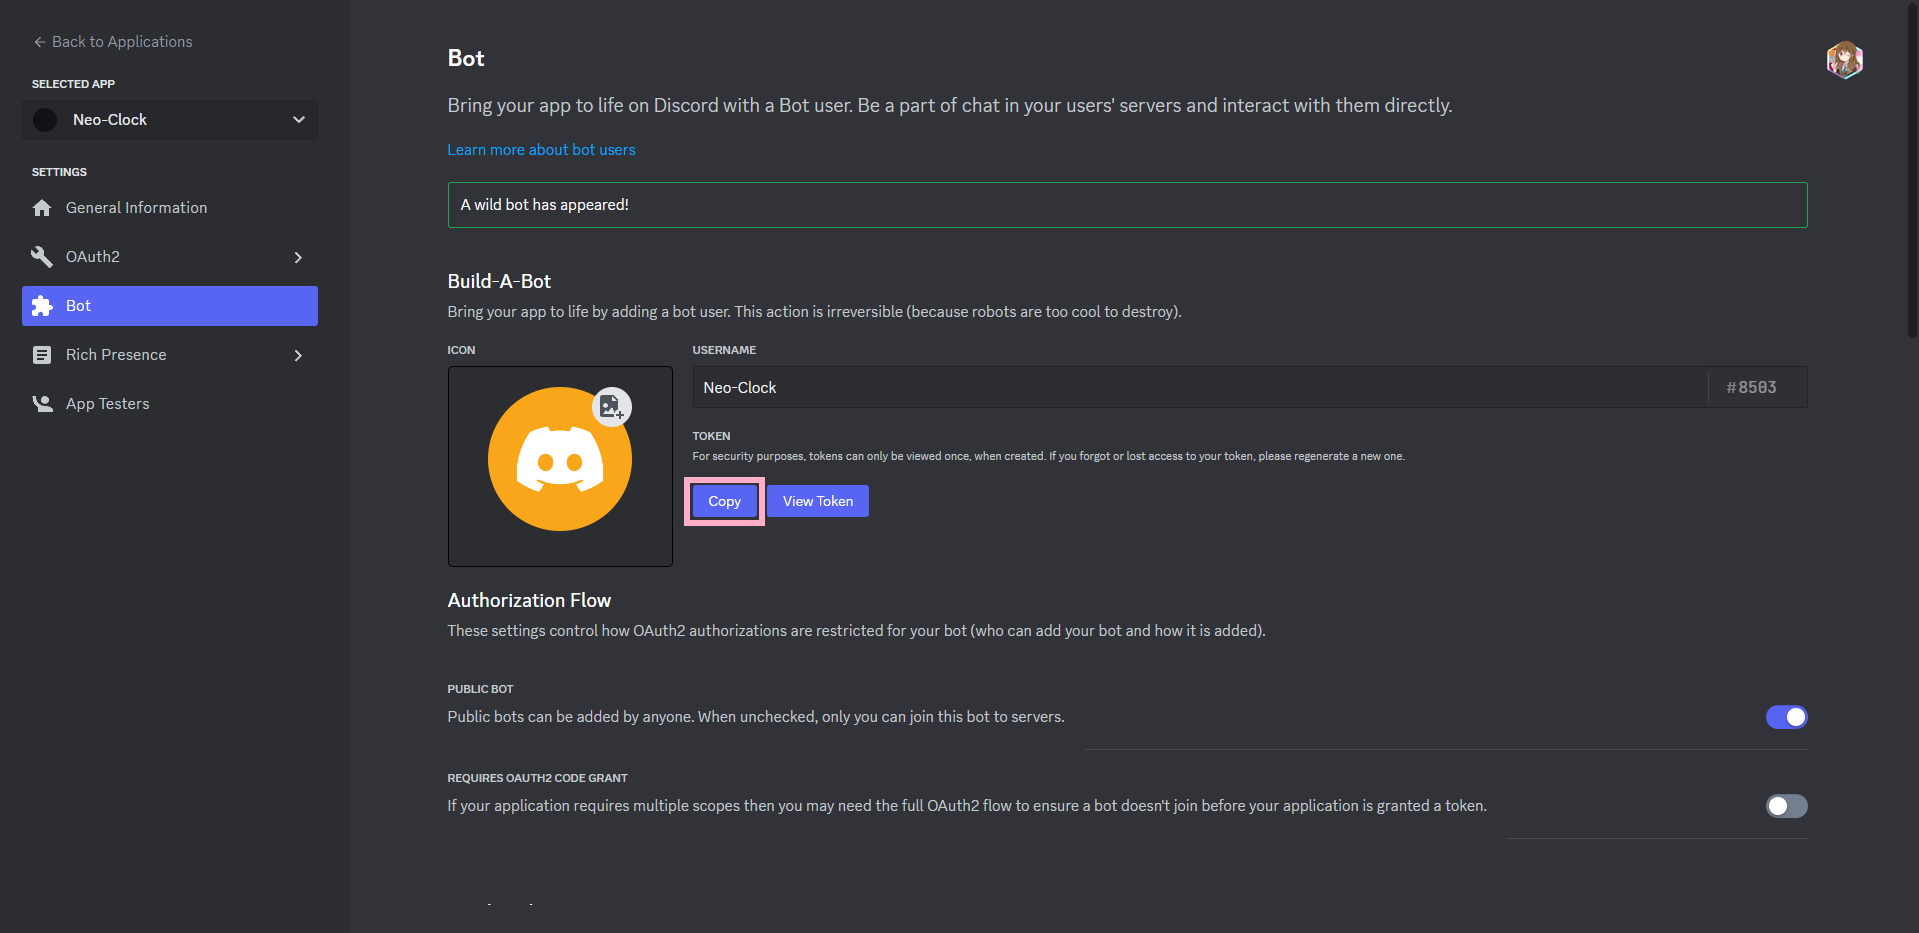 Back to Applications
SELECTED APP
Neo-Clock
SETTINGS
General Information
OAuth2
Bot
Rich Presence
App Testers
Bot
Bring your app to life on Discord with a Bot user. Be a part of chat in your users' servers and interact with them directly.
Learn more about bot users
A wild bot has appeared!
Build-A-Bot
Bring your app to life by adding a bot user. This action is irreversible (because robots are too cool to destroy).
ICON
USERNAME
Neo-Clock
#8503
TOKEN
For security purposes, tokens can only be viewed once, when created. If you forgot or lost access to your token, please regenerate a new one.
Copy
View Token
Authorization Flow
These settings control how OAuth2 authorizations are restricted for your bot (who can add your bot and how it is added).
PUBLIC BOT
Public bots can be added by anyone. When unchecked, only you can join this bot to servers.
REQUIRES OAUTH2 CODE GRANT
If your application requires multiple scopes then you may need the full OAuth2 flow to ensure a bot doesn't join before your application is granted a token.